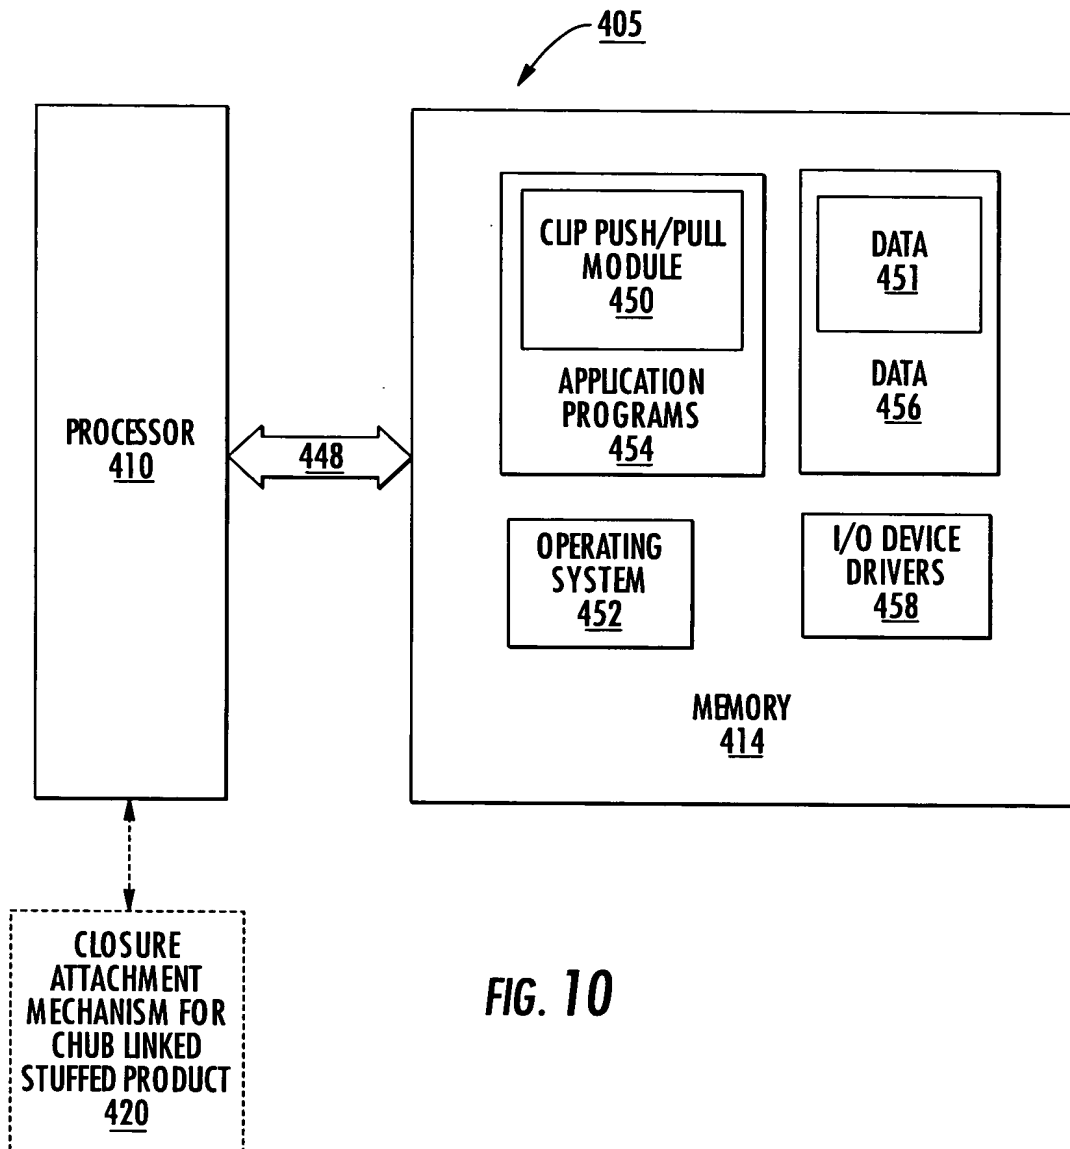 405
PROCESSOR
410
448
CLIP PUSH/PULL
MODULE
450
APPLICATION
PROGRAMS
454
DATA
451
DATA
456
OPERATING
SYSTEM
452
I/O DEVICE
DRIVERS
458
MEMORY
414
CLOSURE
ATTACHMENT
MECHANISM FOR
CHUB LINKED
STUFFED PRODUCT
420
FIG. 10